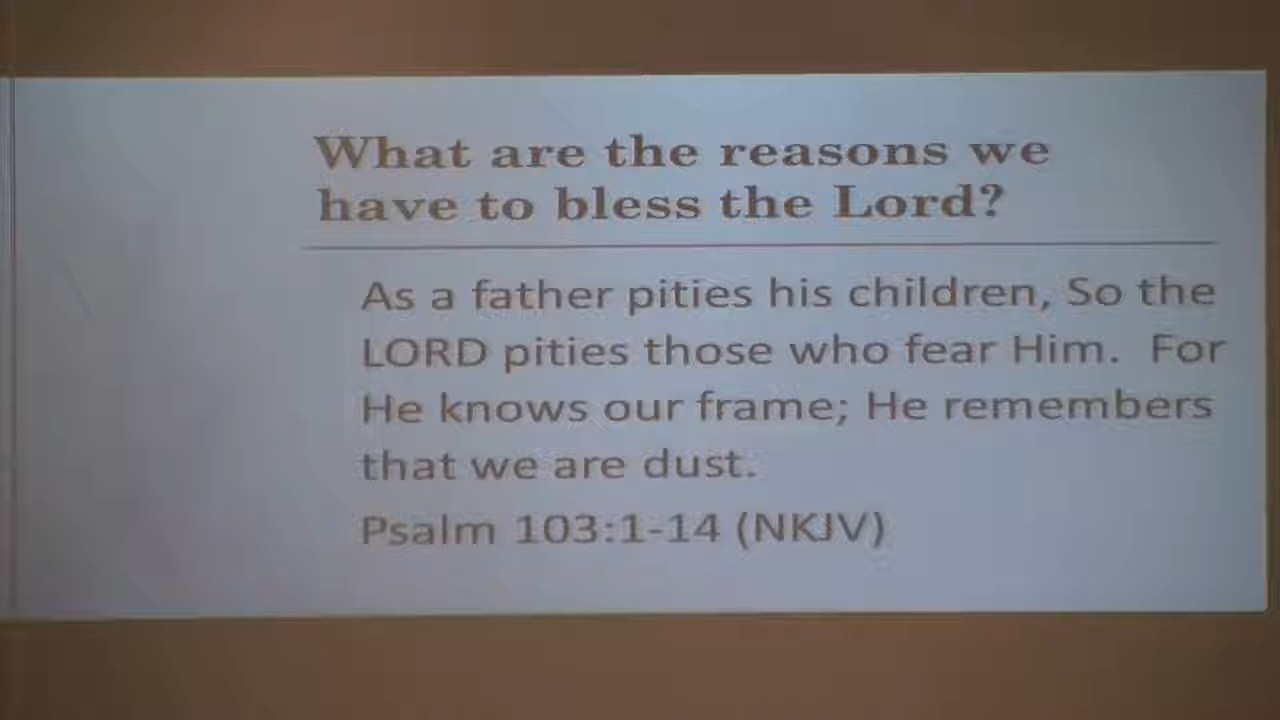 What are the reasons we
have to bless the Lord?
As a father pities his children, So the
LORD pities those who fear Him.  For
He knows our frame; He remembers
that we are dust.
Psalm 103:1-14 (NKJV)